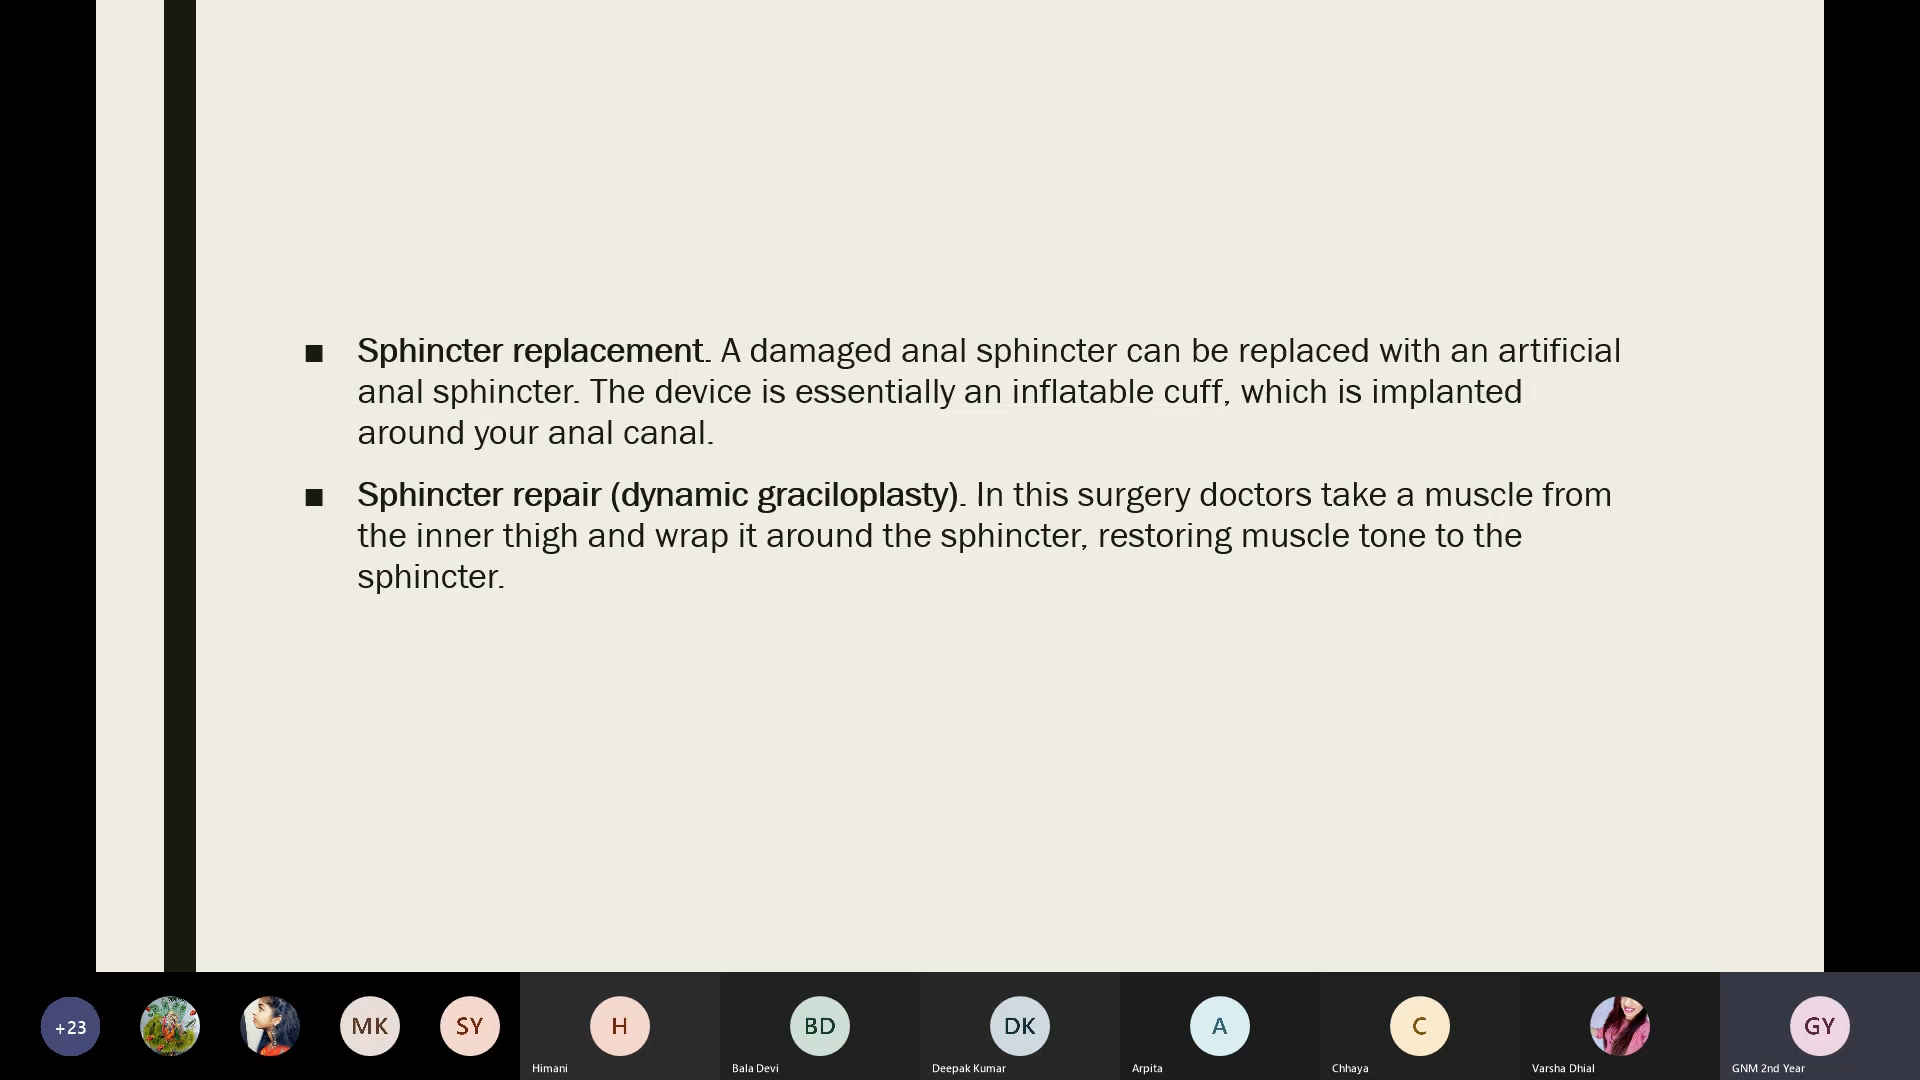 ■ Sphincter replacement. A damaged anal sphincter can be replaced with an artificial
anal sphincter. The device is essentially an inflatable cuff, which is implanted
around your anal canal.
■ Sphincter repair (dynamic graciloplasty). In this surgery doctors take a muscle from
the inner thigh and wrap it around the sphincter, restoring muscle tone to the
sphincter.
+23
MK
SY
H
BD
DK
A
C
GY
Himani
Bala Devi
Deepak Kumar
Arpita
Chhaya
Varsha Dhial
GNM 2nd Year